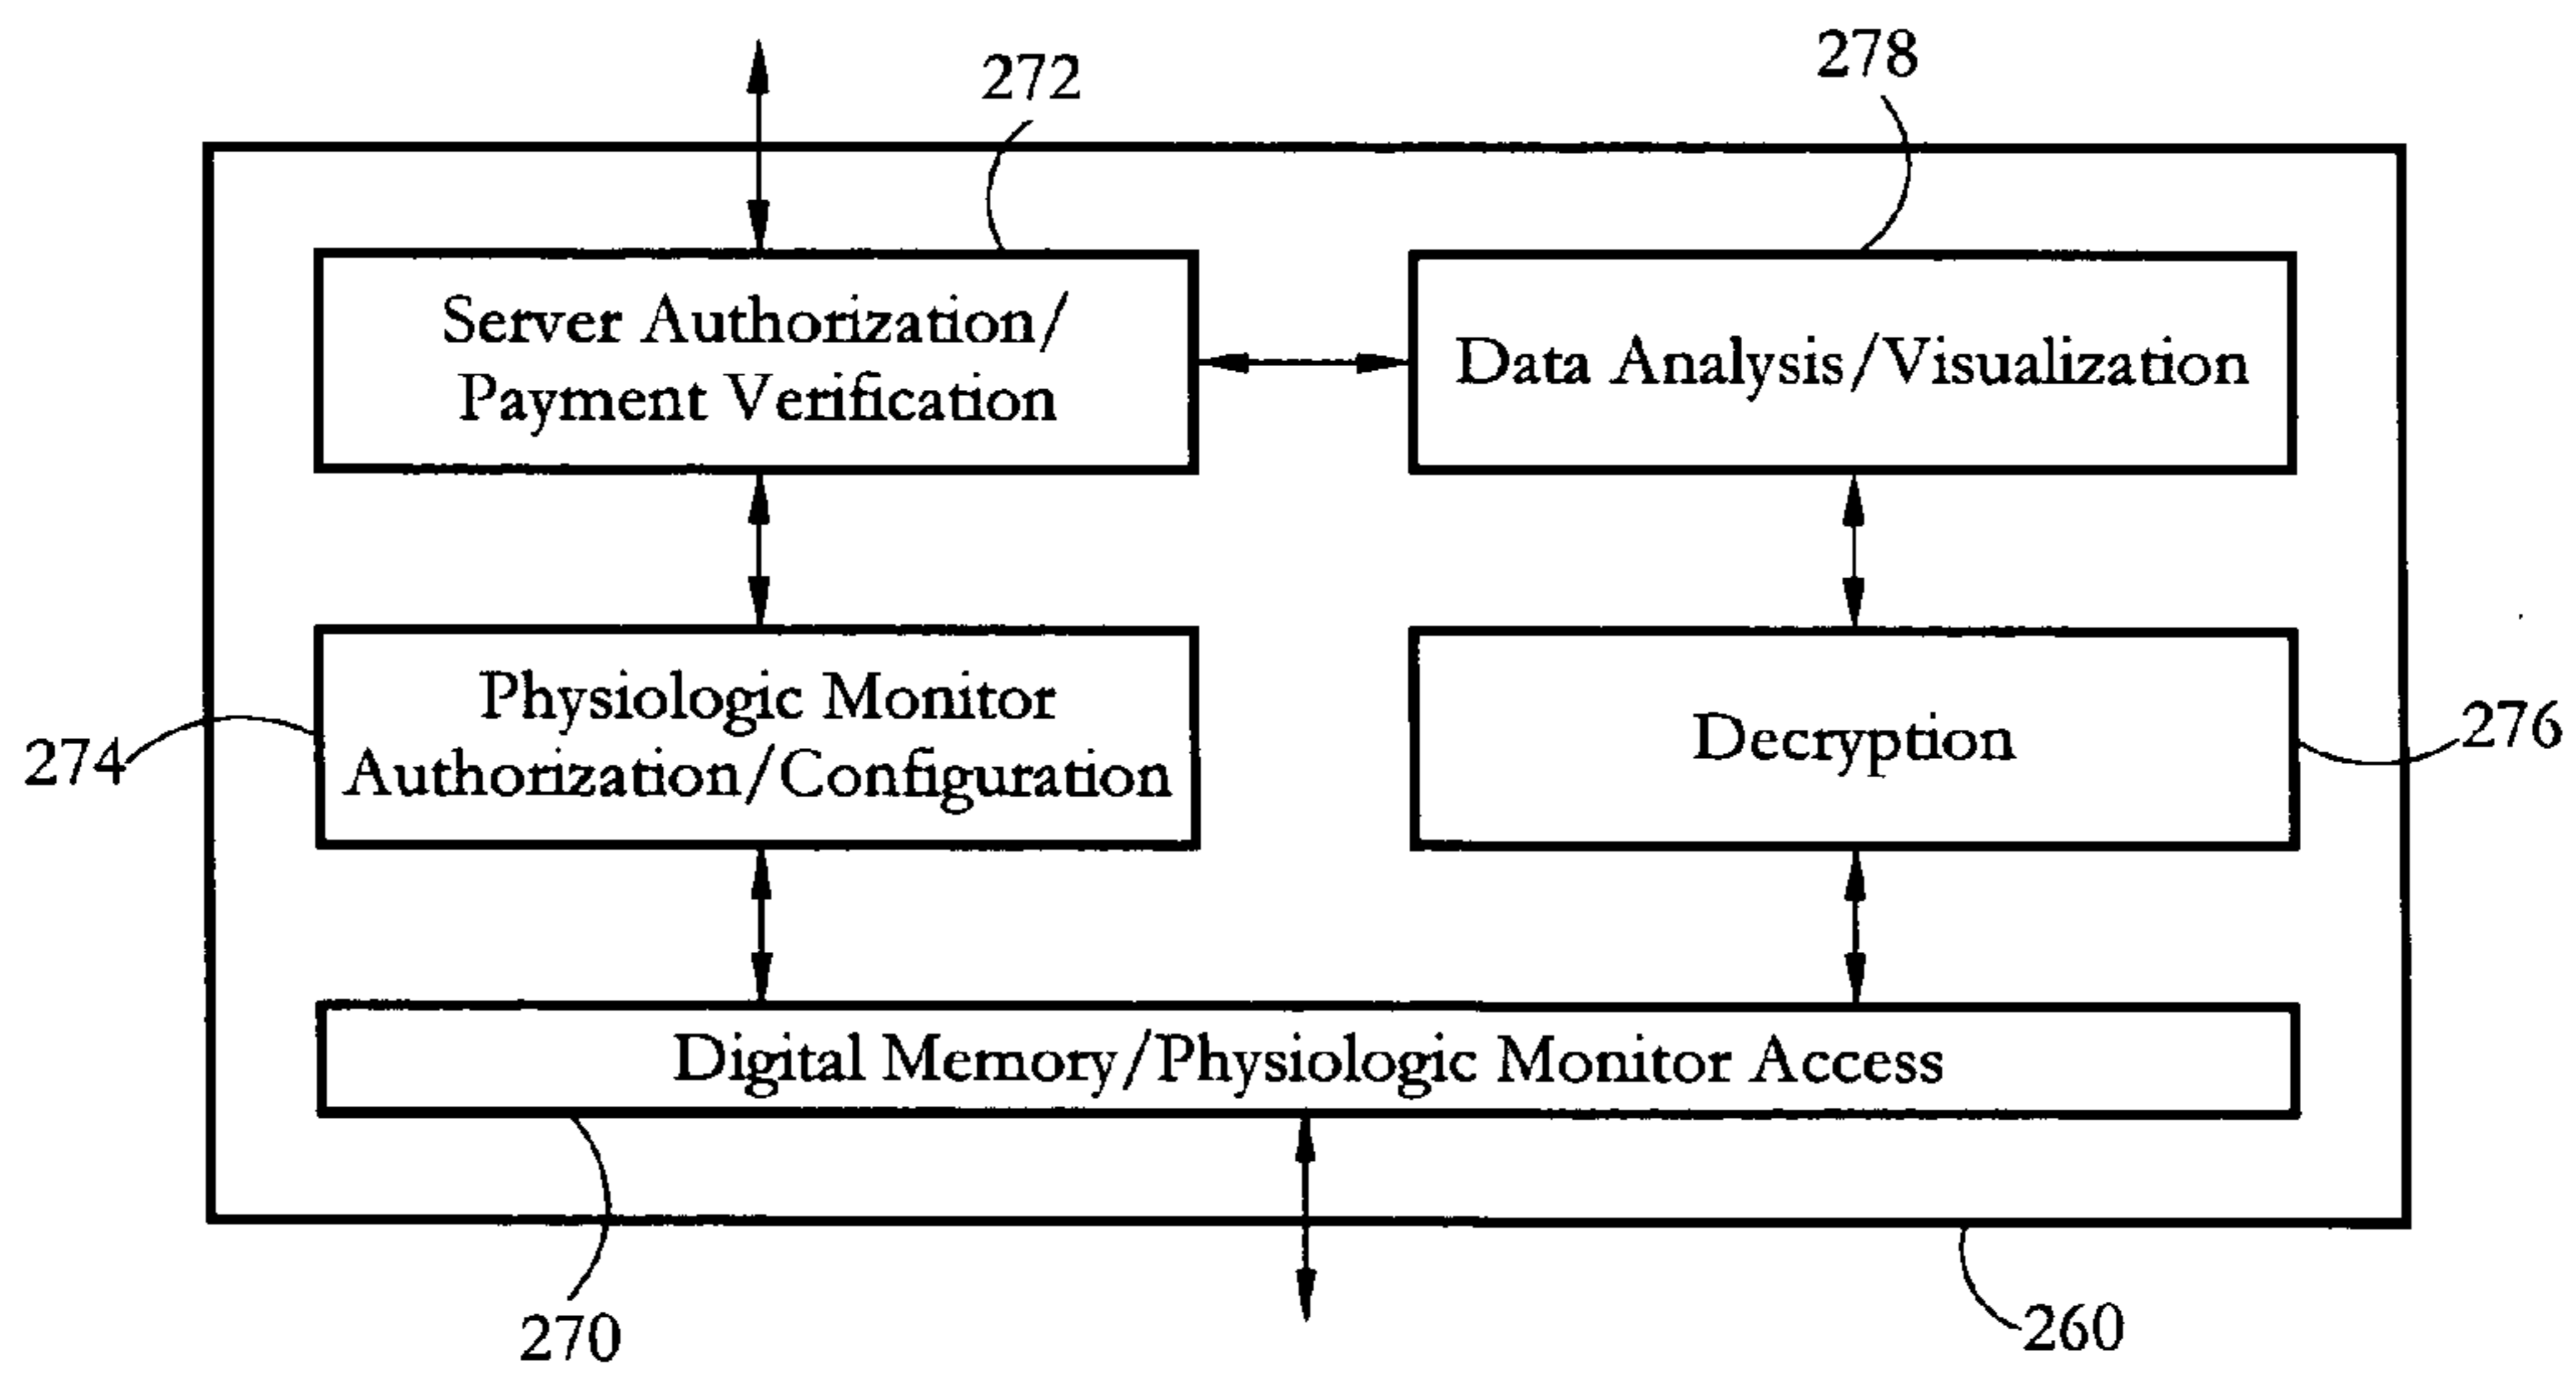 272
278
Server Authorization/
Payment Verification
Data Analysis/Visualization
Physiologic Monitor
Authorization/Configuration
274
Decryption
276
Digital Memory/Physiologic Monitor Access
270
260